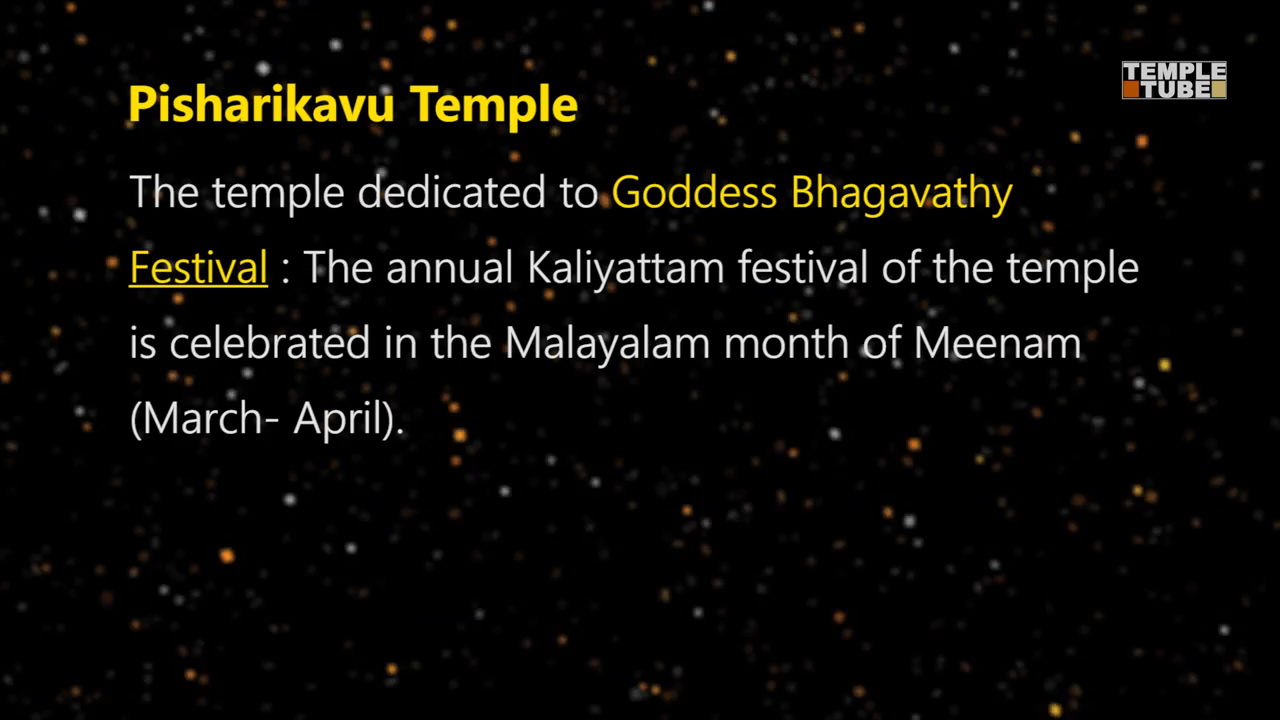 Pisharikavu Temple
TEMPLE
TUBE
The temple dedicated to Goddess Bhagavathy
Festival : The annual Kaliyattam festival of the temple
is celebrated in the Malayalam month of Meenam
(March- April).